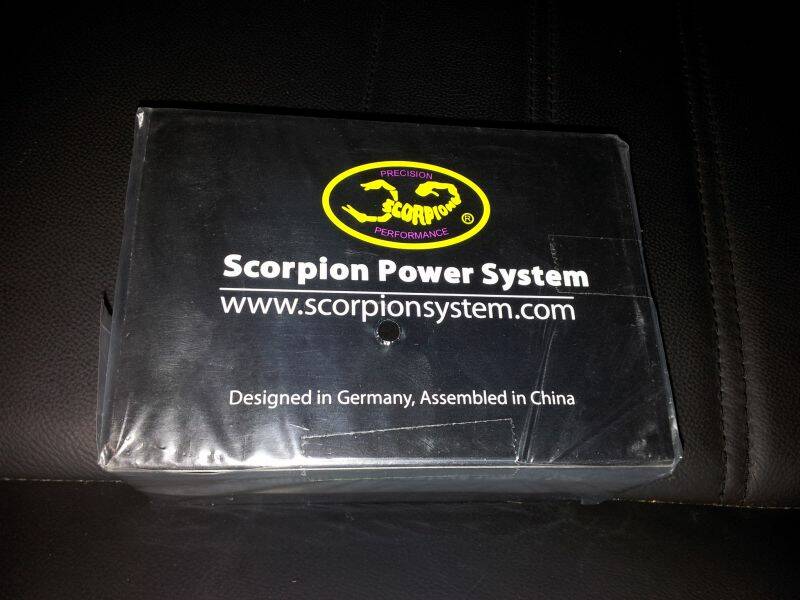 PRECISION
SCORPION
®
PERFORMANCE
Scorpion Power System
www.scorpionsystem.com
Designed in Germany, Assembled in China